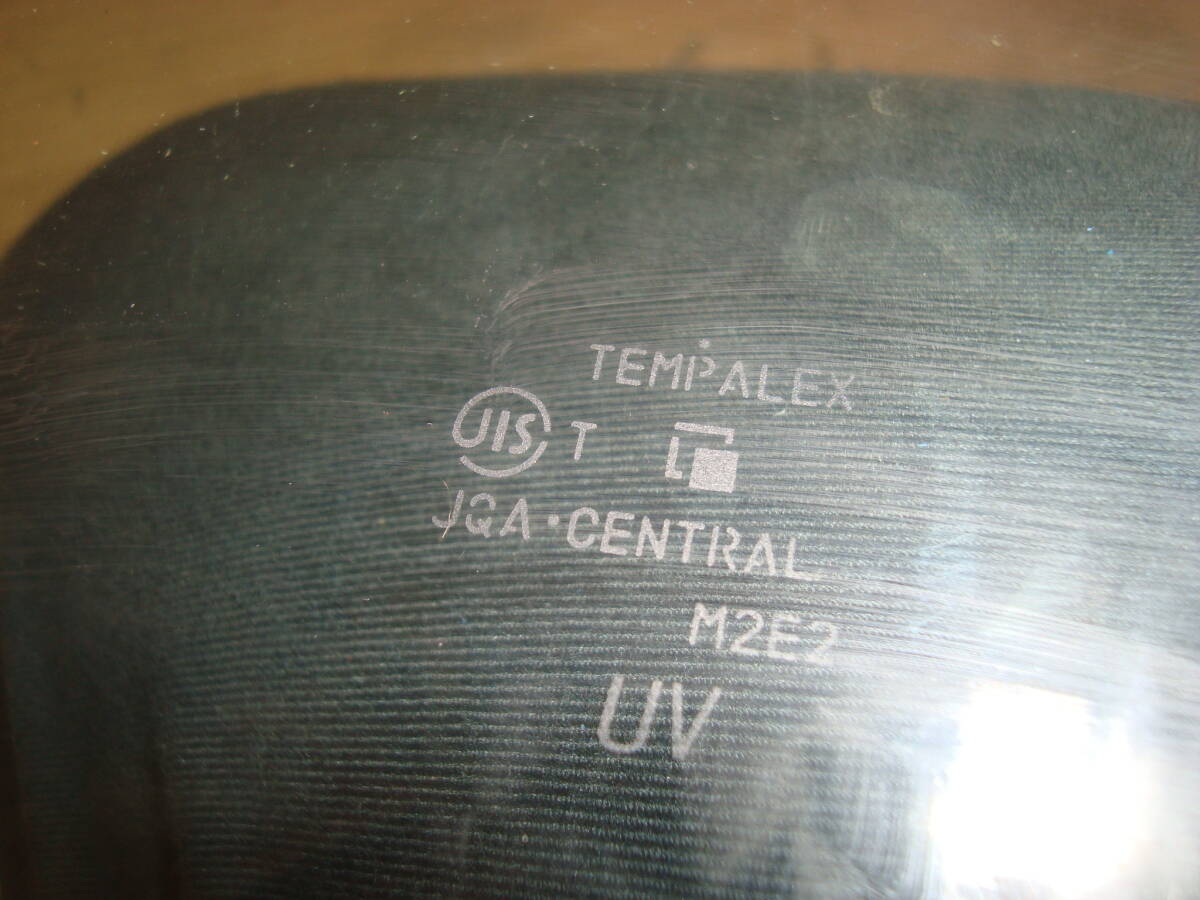 TEMPALEX
JIS T
JQA·CENTRAL
M2E2
UV